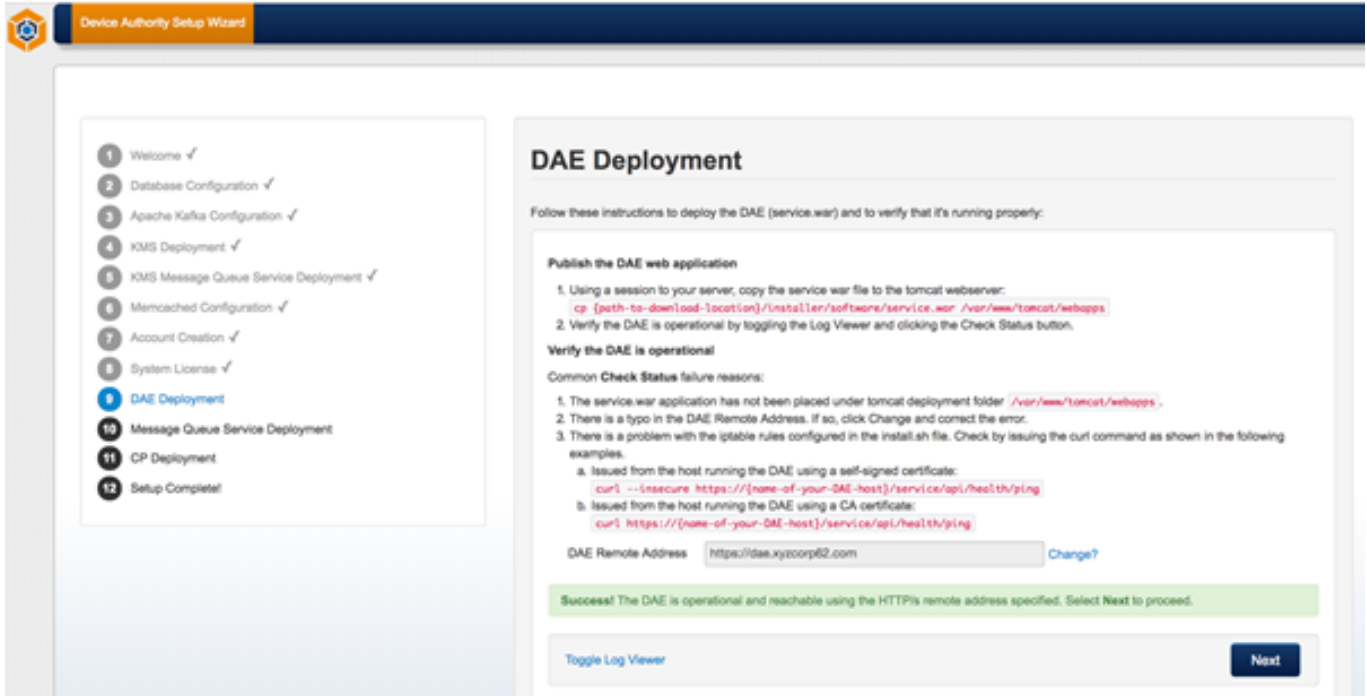 Device Authority Setup Wizard
1 Welcome ✓
2 Database Configuration ✓
3 Apache Kafka Configuration ✓
4 KMS Deployment ✓
5 KMS Message Queue Service Deployment ✓
6 Memcached Configuration ✓
7 Account Creation ✓
8 System License ✓
9 DAE Deployment
10 Message Queue Service Deployment
11 CP Deployment
12 Setup Complete!
DAE Deployment
Follow these instructions to deploy the DAE (service.war) and to verify that it's running properly:
Publish the DAE web application
1. Using a session to your server, copy the service war file to the tomcat webserver:
cp {path-to-download-location}/installer/software/service.war /var/www/tomcat/webapps
2. Verify the DAE is operational by toggling the Log Viewer and clicking the Check Status button.
Verify the DAE is operational
Common Check Status failure reasons:
1. The service.war application has not been placed under tomcat deployment folder /var/www/tomcat/webapps .
2. There is a typo in the DAE Remote Address. If so, click Change and correct the error.
3. There is a problem with the iptable rules configured in the install.sh file. Check by issuing the curl command as shown in the following
examples.
a. Issued from the host running the DAE using a self-signed certificate:
curl --insecure https://{name-of-your-DAE-host}/service/api/health/ping
b. Issued from the host running the DAE using a CA certificate:
curl https://{name-of-your-DAE-host}/service/api/health/ping
DAE Remote Address https://dae.xyzcorp62.com Change?
Success! The DAE is operational and reachable using the HTTP/s remote address specified. Select Next to proceed.
Toggle Log Viewer Next